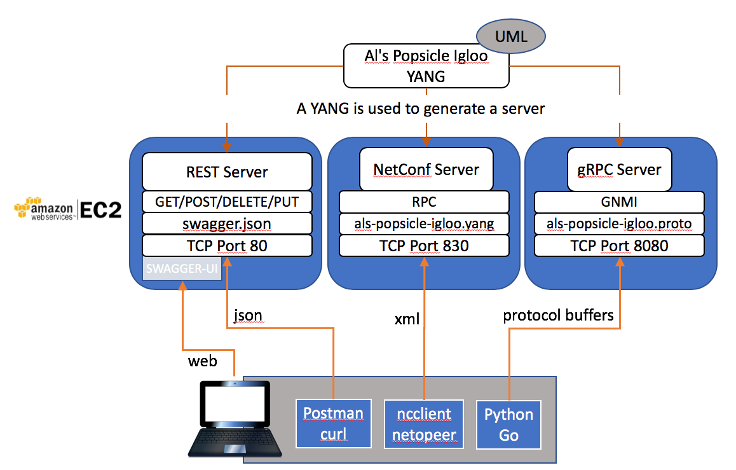 UML
Al's Popsicle Igloo
YANG
A YANG is used to generate a server
REST Server
GET/POST/DELETE/PUT
swagger.json
TCP Port 80
SWAGGER-UI
NetConf Server
RPC
als-popsicle-igloo.yang
TCP Port 830
gRPC Server
GNMI
als-popsicle-igloo.proto
TCP Port 8080
amazon
web services™
EC2
json
xml
protocol buffers
web
Postman
curl
ncclient
netopeer
Python
Go